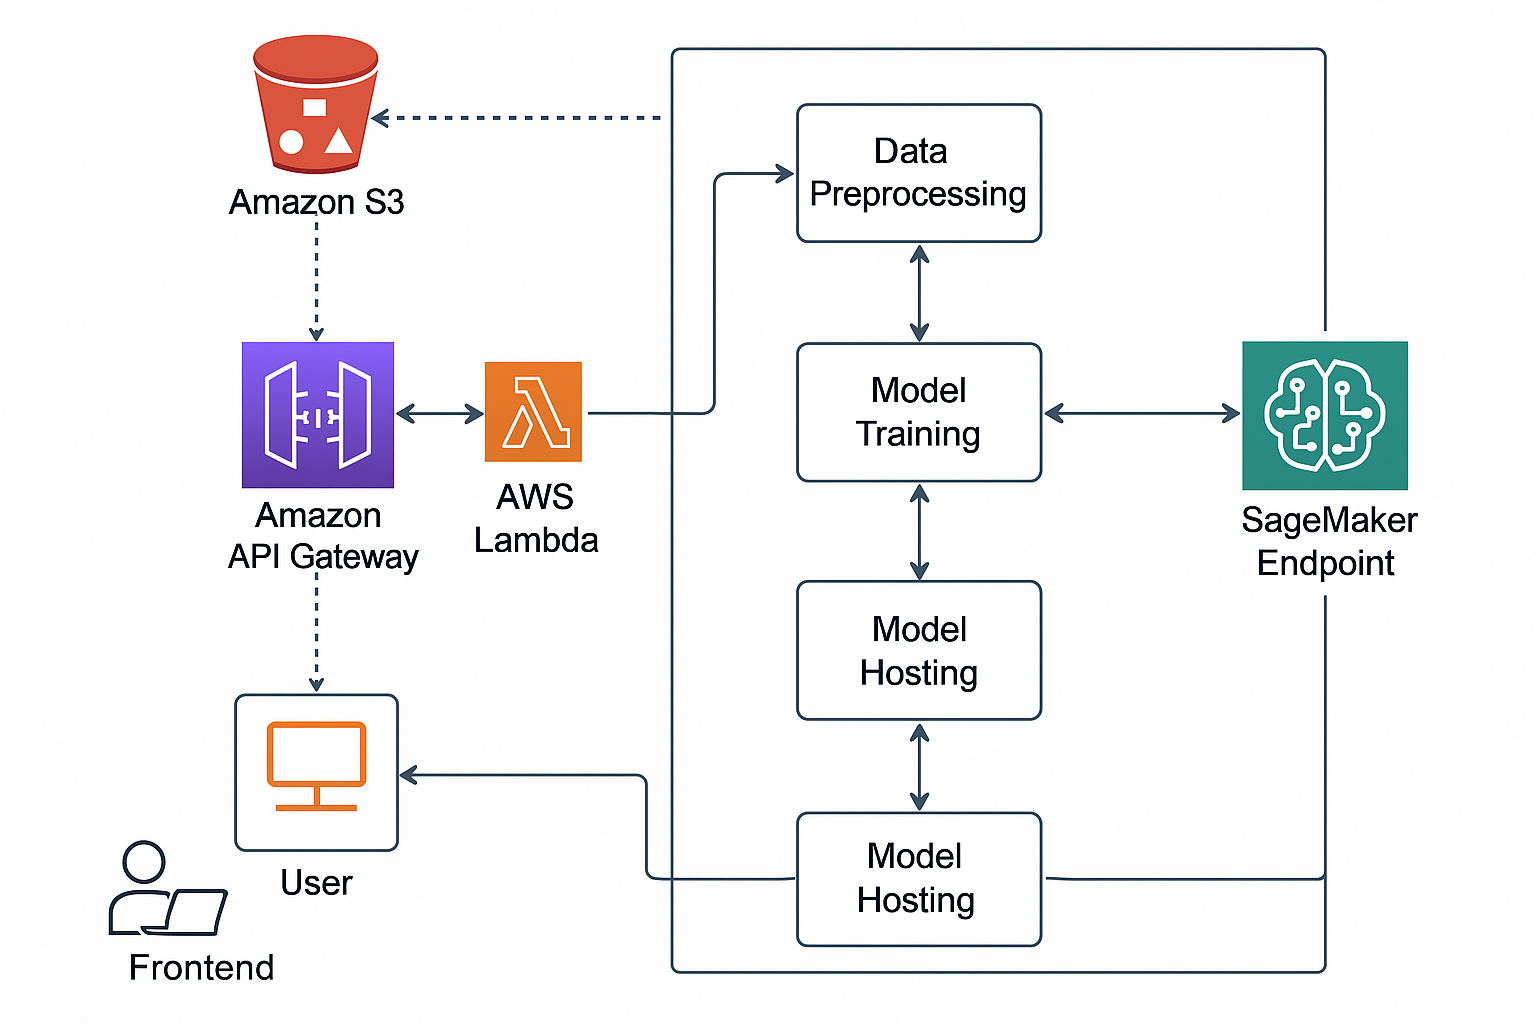 Amazon S3
Data
Preprocessing
Model
Training
Amazon
API Gateway
AWS
Lambda
SageMaker
Endpoint
Model
Hosting
User
Model
Hosting
Frontend